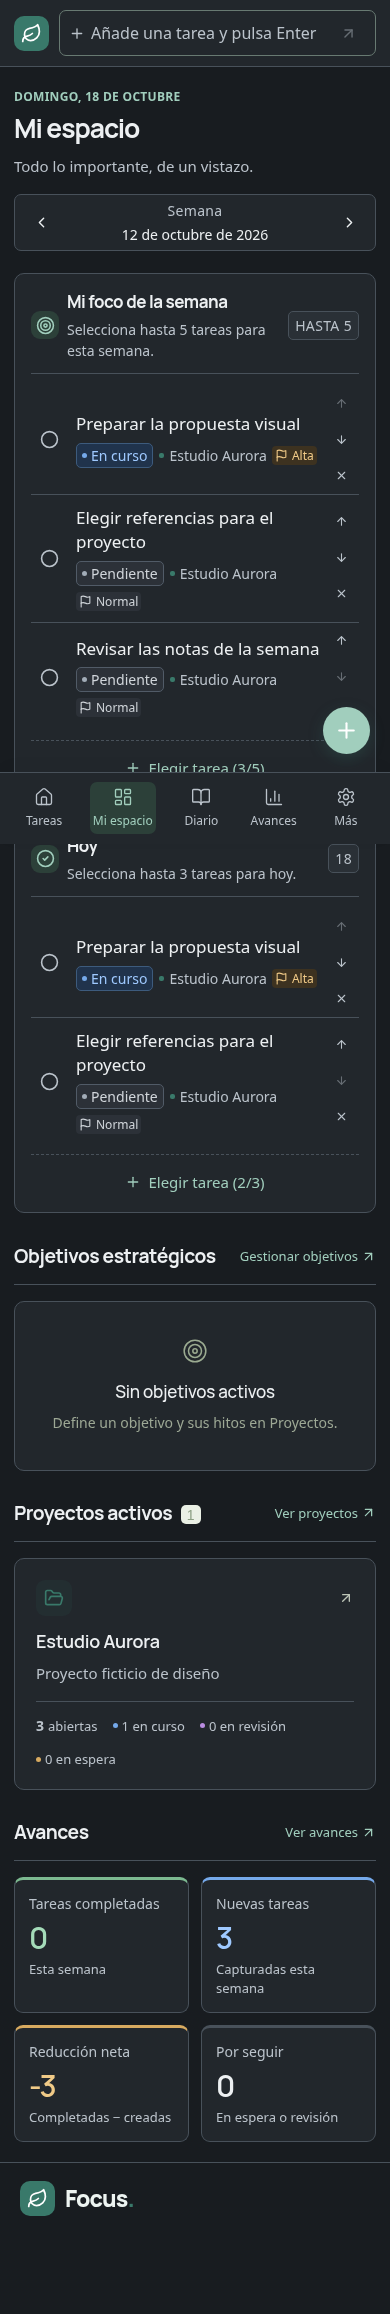 Añade una tarea y pulsa Enter
DOMINGO, 18 DE OCTUBRE
Mi espacio
Todo lo importante, de un vistazo.
Semana
12 de octubre de 2026
Mi foco de la semana
Selecciona hasta 5 tareas para
esta semana.
HASTA 5
Preparar la propuesta visual
En curso Estudio Aurora Alta
Elegir referencias para el
proyecto
Pendiente Estudio Aurora
Normal
Revisar las notas de la semana
Pendiente Estudio Aurora
Normal
Elegir tarea (3/5)
Tareas Mi espacio Diario Avances Más
Hoy
Selecciona hasta 3 tareas para hoy.
18
Preparar la propuesta visual
En curso Estudio Aurora Alta
Elegir referencias para el
proyecto
Pendiente Estudio Aurora
Normal
Elegir tarea (2/3)
Objetivos estratégicos Gestionar objetivos
Sin objetivos activos
Define un objetivo y sus hitos en Proyectos.
Proyectos activos 1 Ver proyectos
Estudio Aurora
Proyecto ficticio de diseño
3 abiertas 1 en curso 0 en revisión
0 en espera
Avances Ver avances
Tareas completadas
0
Esta semana
Nuevas tareas
3
Capturadas esta
semana
Reducción neta
-3
Completadas − creadas
Por seguir
0
En espera o revisión
Focus.